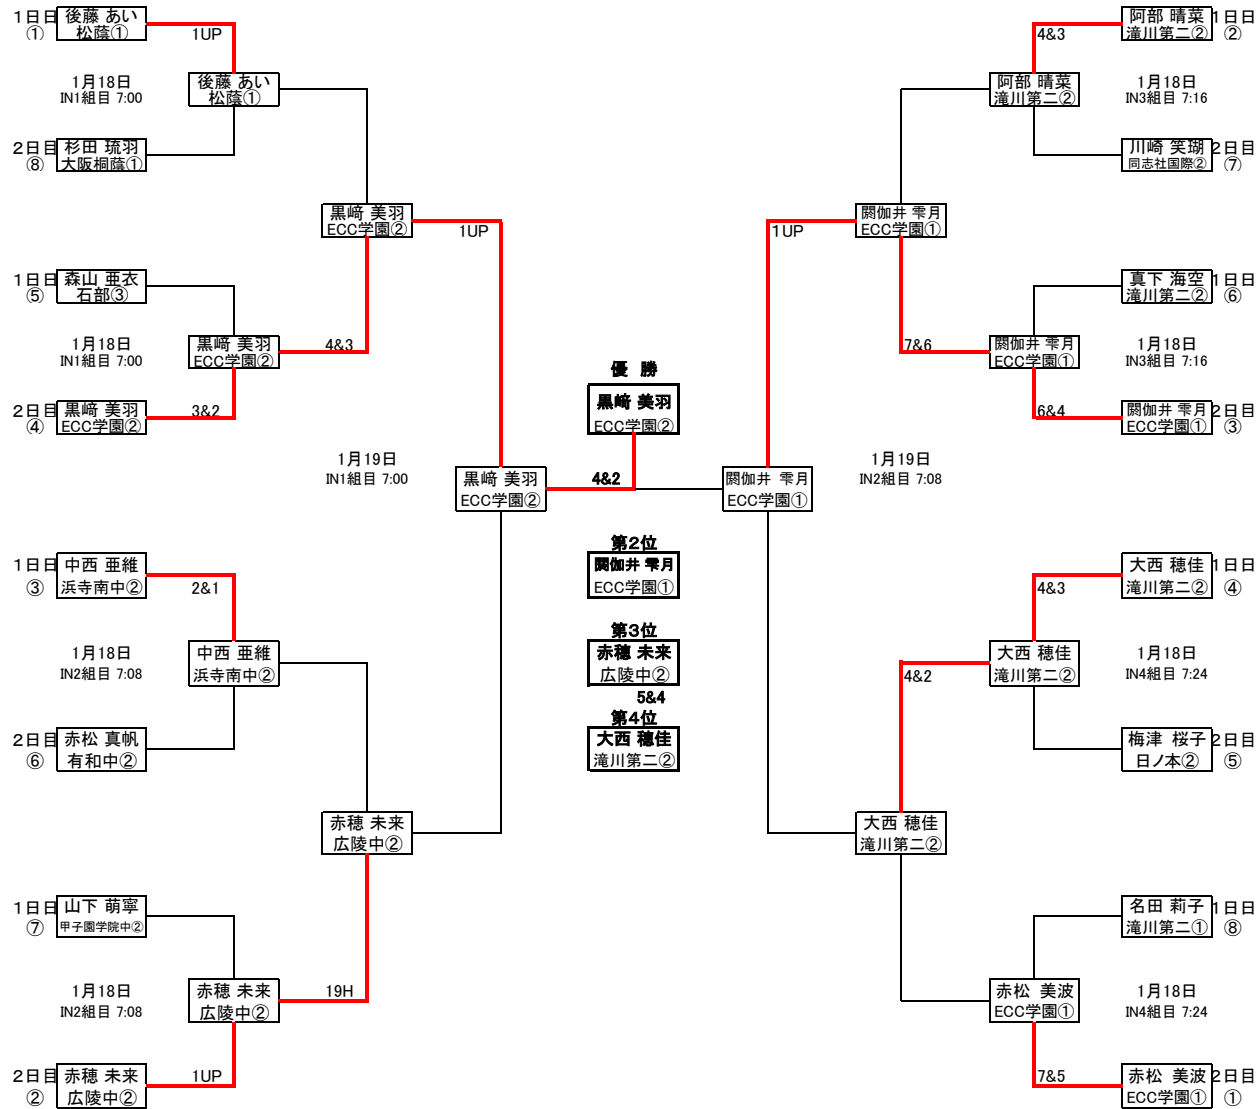 1日目
①
後藤 あい
松蔭①
1UP
1月18日
IN1組目 7:00
後藤 あい
松蔭①
2日目
⑧
杉田 琉羽
大阪桐蔭①
黒﨑 美羽
ECC学園②
1UP
1日目
⑤
森山 亜衣
石部③
1月18日
IN1組目 7:00
黒﨑 美羽
ECC学園②
4&3
2日目
④
黒﨑 美羽
ECC学園②
3&2
1月19日
IN1組目 7:00
黒﨑 美羽
ECC学園②
1日目
③
中西 亜維
浜寺南中②
2&1
1月18日
IN2組目 7:08
中西 亜維
浜寺南中②
2日目
⑥
赤松 真帆
有和中②
赤穂 未来
広陵中②
1日目
⑦
山下 萌寧
甲子園学院中②
1月18日
IN2組目 7:08
赤穂 未来
広陵中②
19H
2日目
②
赤穂 未来
広陵中②
1UP
優 勝
黒﨑 美羽
ECC学園②
4&2
第2位
閼伽井 雫月
ECC学園①
第3位
赤穂 未来
広陵中②
5&4
第4位
大西 穂佳
滝川第二②
阿部 晴菜
滝川第二②
1日目
②
4&3
阿部 晴菜
滝川第二②
1月18日
IN3組目 7:16
川崎 笑瑚
同志社国際②
2日目
⑦
1UP
閼伽井 雫月
ECC学園①
真下 海空
滝川第二②
1日目
⑥
7&6
閼伽井 雫月
ECC学園①
1月18日
IN3組目 7:16
6&4
閼伽井 雫月
ECC学園①
2日目
③
閼伽井 雫月
ECC学園①
1月19日
IN2組目 7:08
4&3
大西 穂佳
滝川第二②
1日目
④
4&2
大西 穂佳
滝川第二②
1月18日
IN4組目 7:24
梅津 桜子
日ノ本②
2日目
⑤
大西 穂佳
滝川第二②
名田 莉子
滝川第二①
1日目
⑧
赤松 美波
ECC学園①
1月18日
IN4組目 7:24
7&5
赤松 美波
ECC学園①
2日目
①